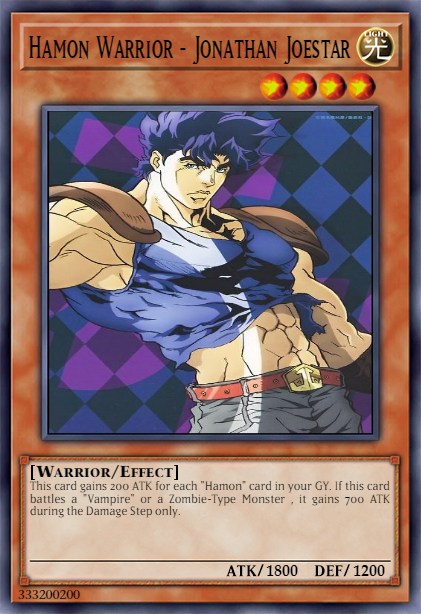 Hamon Warrior - Jonathan Joestar
LIGHT
光
[Warrior/Effect]
This card gains 200 ATK for each "Hamon" card in your GY. If this card
battles a "Vampire" or a Zombie-Type Monster , it gains 700 ATK
during the Damage Step only.
ATK/1800 DEF/1200
333200200